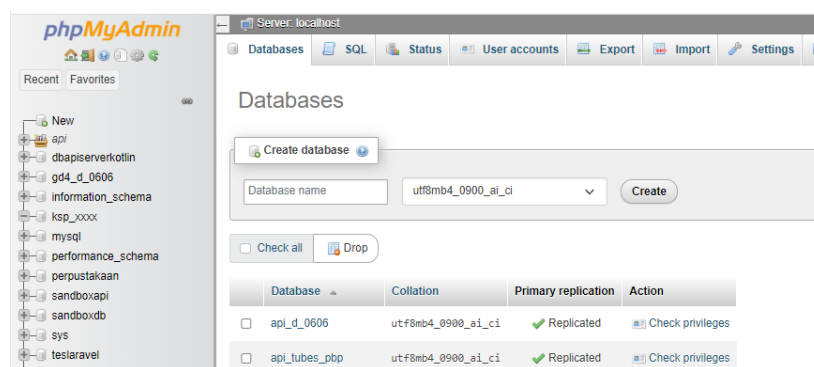 phpMyAdmin
Recent Favorites
New
api
dbapiserverkotlin
gd4_d_0606
information_schema
ksp_xxxx
mysql
performance_schema
perpustakaan
sandboxapi
sandboxdb
sys
teslaravel
Server: localhost
Databases SQL Status User accounts Export Import Settings
Databases
Create database
Database name utf8mb4_0900_ai_ci Create
Check all Drop
Database Collation Primary replication Action
api_d_0606 utf8mb4_0900_ai_ci Replicated Check privileges
api_tubes_pbp utf8mb4_0900_ai_ci Replicated Check privileges